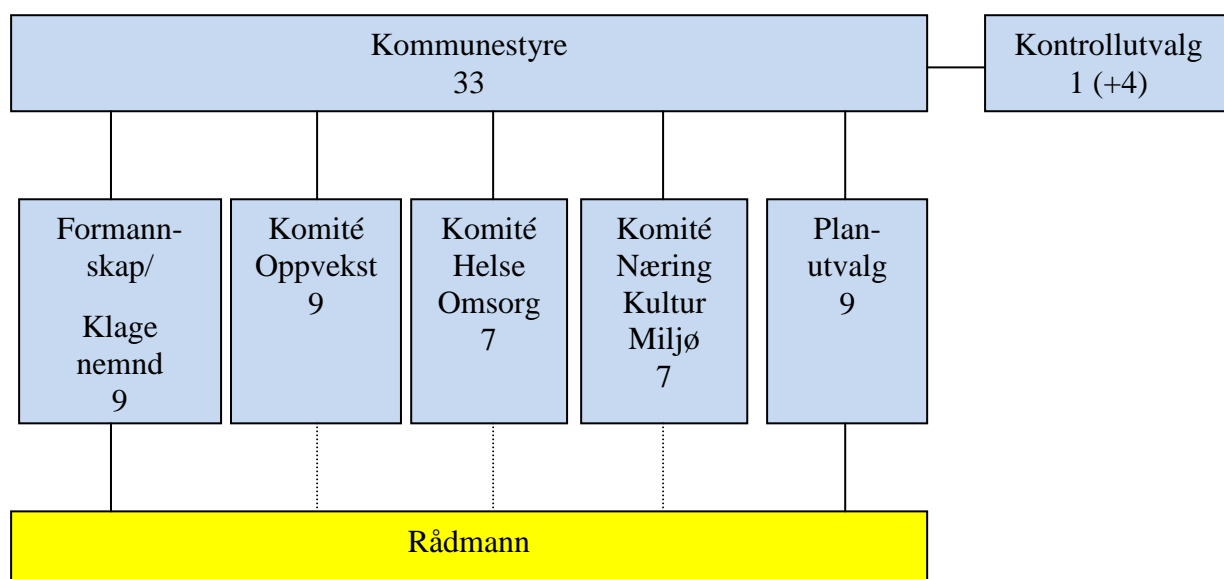 Kommunestyre
33
Kontrollutvalg
1 (+4)
Formann-
skap/
Klage
nemnd
9
Komité
Oppvekst
9
Komité
Helse
Omsorg
7
Komité
Næring
Kultur
Miljø
7
Plan-
utvalg
9
Rådmann